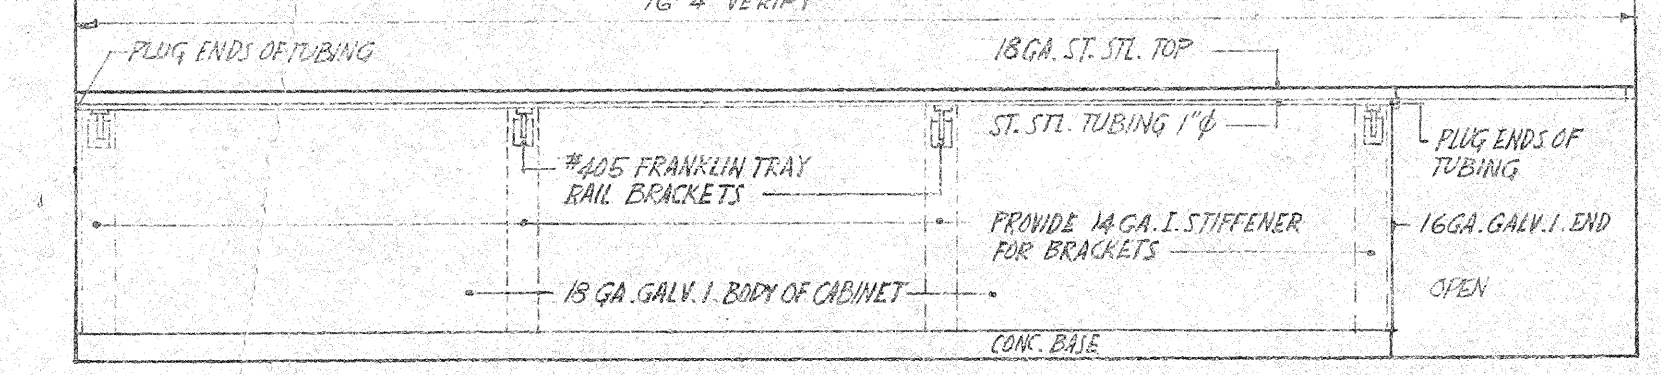 16'4" VERIFY
PLUG ENDS OF TUBING
18 GA. ST. STL. TOP
ST. STL. TUBING 1"⌀
PLUG ENDS OF
TUBING
#405 FRANKLIN TRAY
RAIL BRACKETS
PROVIDE 14 GA. I. STIFFENER
FOR BRACKETS
16 GA. GALV. I. END
18 GA. GALV. I. BODY OF CABINET
OPEN
CONC. BASE